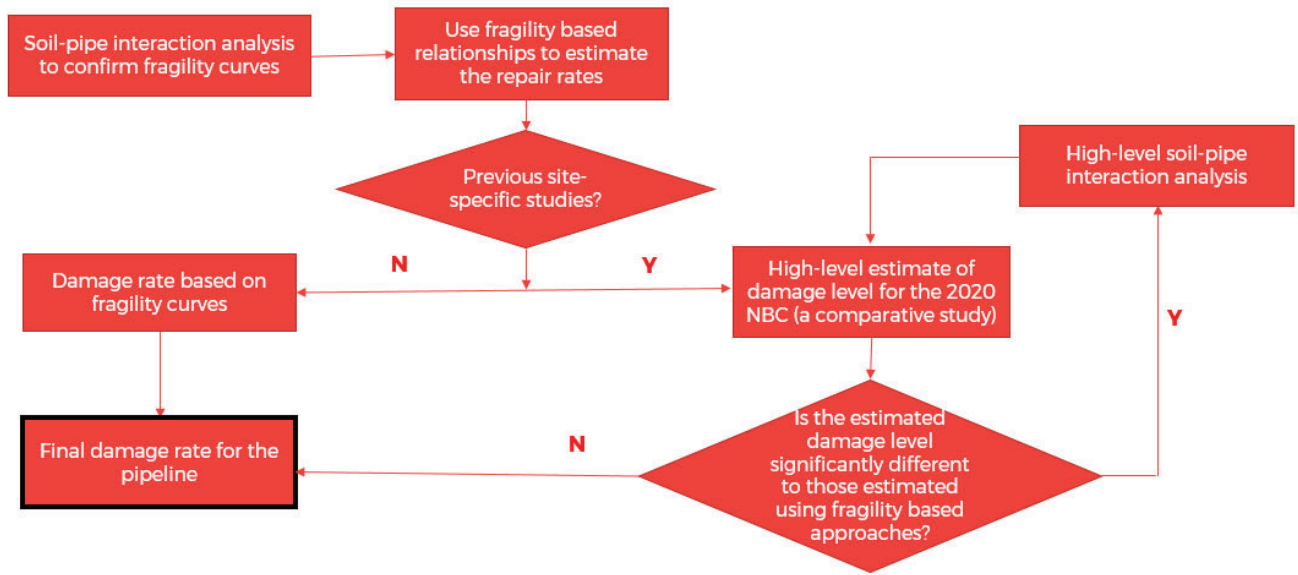 Soil-pipe interaction analysis
to confirm fragility curves
Use fragility based
relationships to estimate
the repair rates
Previous site-
specific studies?
High-level soil-pipe
interaction analysis
N
Y
Damage rate based on
fragility curves
High-level estimate of
damage level for the 2020
NBC (a comparative study)
Y
Final damage rate for the
pipeline
N
Is the estimated
damage level
significantly different
to those estimated
using fragility based
approaches?